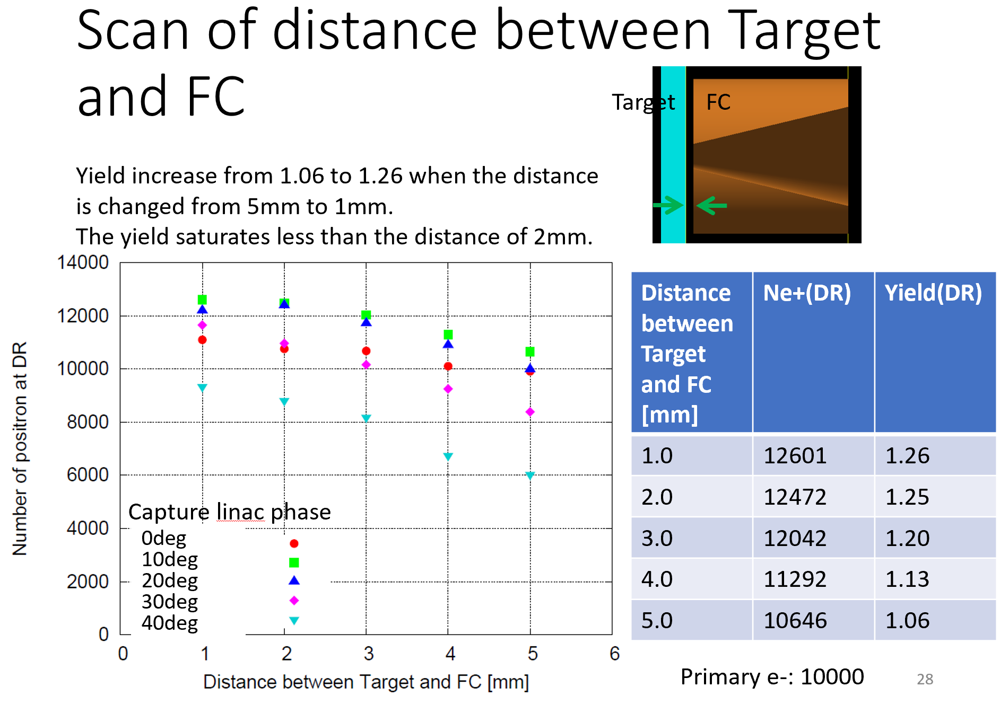 Scan of distance between Target
and FC
Target
FC
Yield increase from 1.06 to 1.26 when the distance
is changed from 5mm to 1mm.
The yield saturates less than the distance of 2mm.
14000
12000
10000
8000
6000
4000
2000
0
Number of positron at DR
Capture linac phase
0deg
10deg
20deg
30deg
40deg
0 1 2 3 4 5 6
Distance between Target and FC [mm]
Distance
between
Target
and FC
[mm]
Ne+(DR)
Yield(DR)
1.0 12601 1.26
2.0 12472 1.25
3.0 12042 1.20
4.0 11292 1.13
5.0 10646 1.06
Primary e-: 10000
28